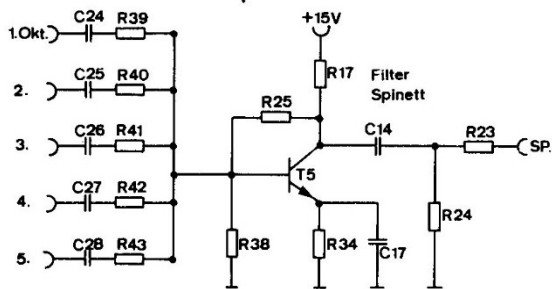 1.Okt.
C24
R39
2.
C25
R40
3.
C26
R41
4.
C27
R42
5.
C28
R43
+15V
R17
Filter
Spinett
R25
C14
R23
SP.
T5
R38
R34
C17
R24